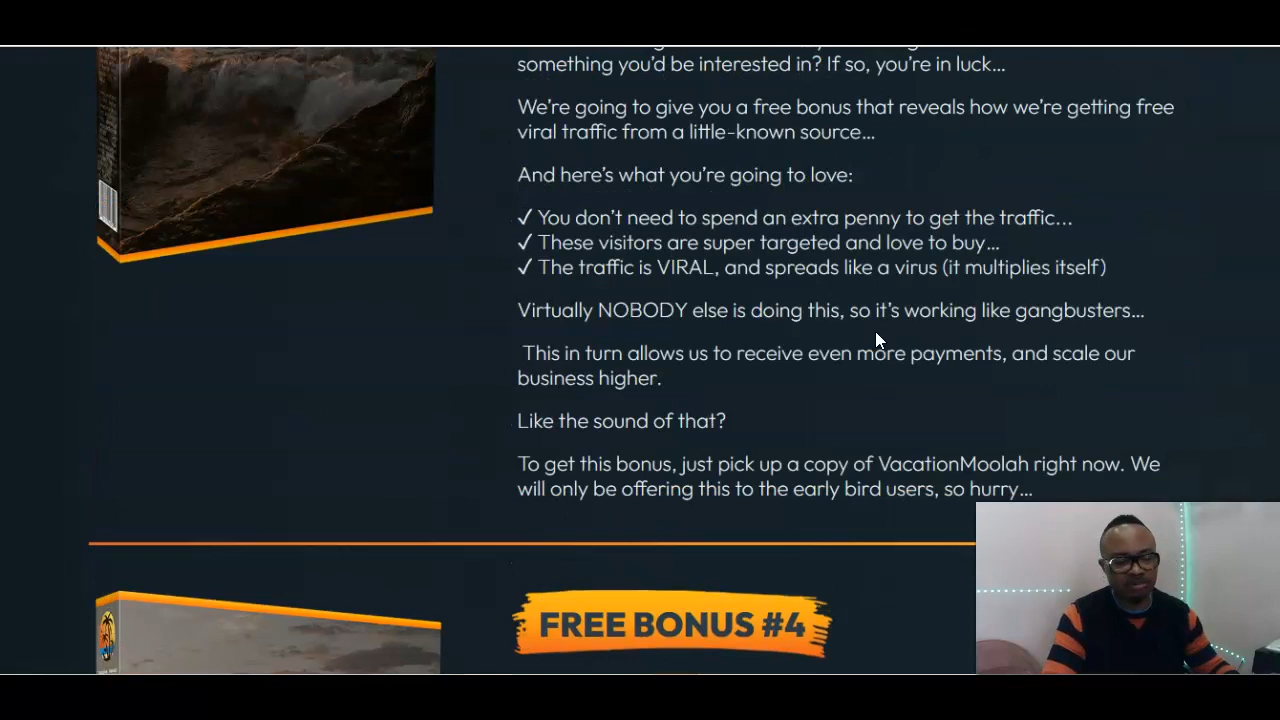 something you'd be interested in? If so, you're in luck...
We're going to give you a free bonus that reveals how we're getting free
viral traffic from a little-known source...
And here's what you're going to love:
✓ You don't need to spend an extra penny to get the traffic...
✓ These visitors are super targeted and love to buy...
✓ The traffic is VIRAL, and spreads like a virus (it multiplies itself)
Virtually NOBODY else is doing this, so it's working like gangbusters...
This in turn allows us to receive even more payments, and scale our
business higher.
Like the sound of that?
To get this bonus, just pick up a copy of VacationMoolah right now. We
will only be offering this to the early bird users, so hurry...
FREE BONUS #4